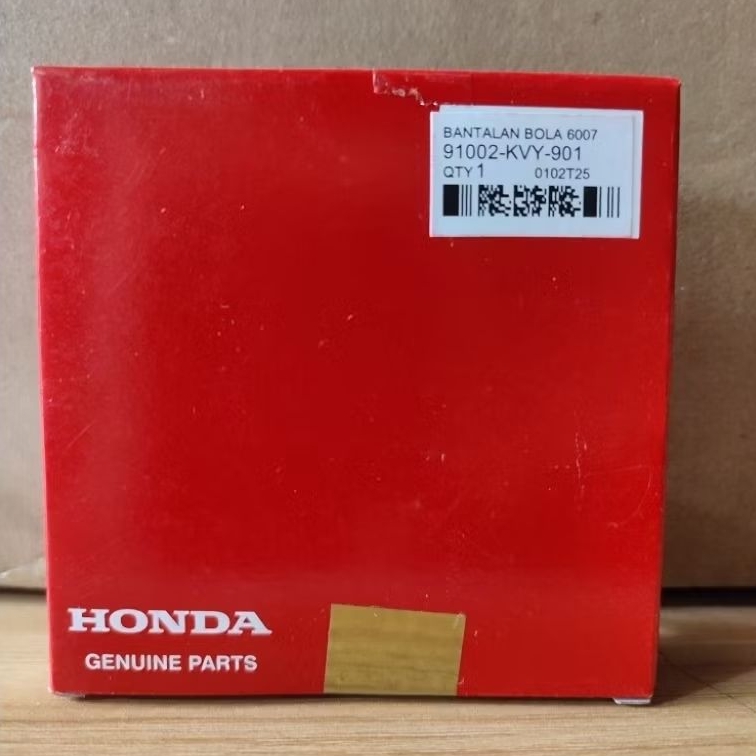 BANTALAN BOLA 6007
91002-KVY-901
QTY 1 0102T25
HONDA
GENUINE PARTS